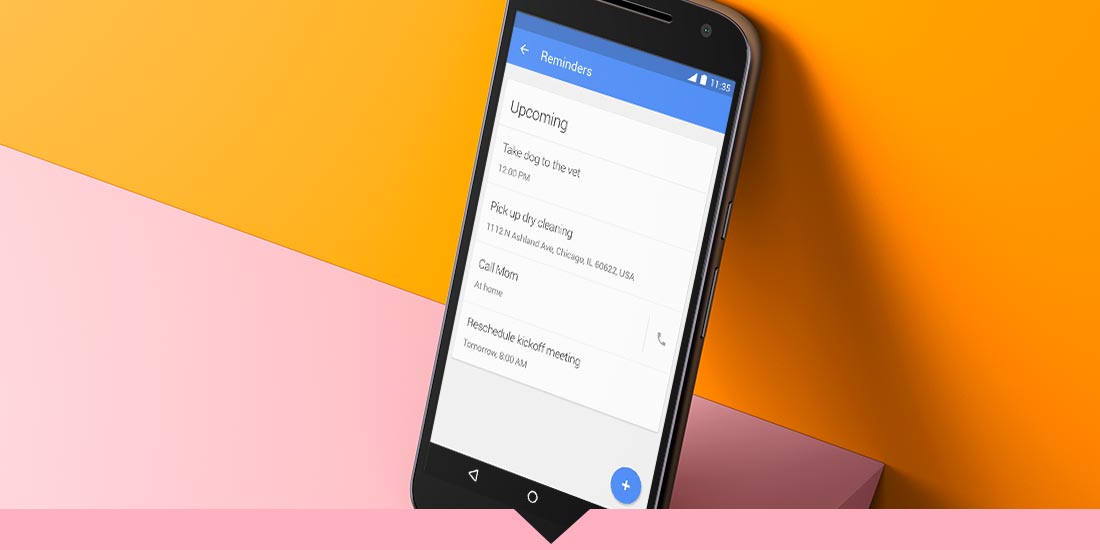 11:35
Reminders
Upcoming
Take dog to the vet
12:00 PM
Pick up dry cleaning
1112 N Ashland Ave, Chicago, IL 60622, USA
Call Mom
At home
Reschedule kickoff meeting
Tomorrow, 8:00 AM